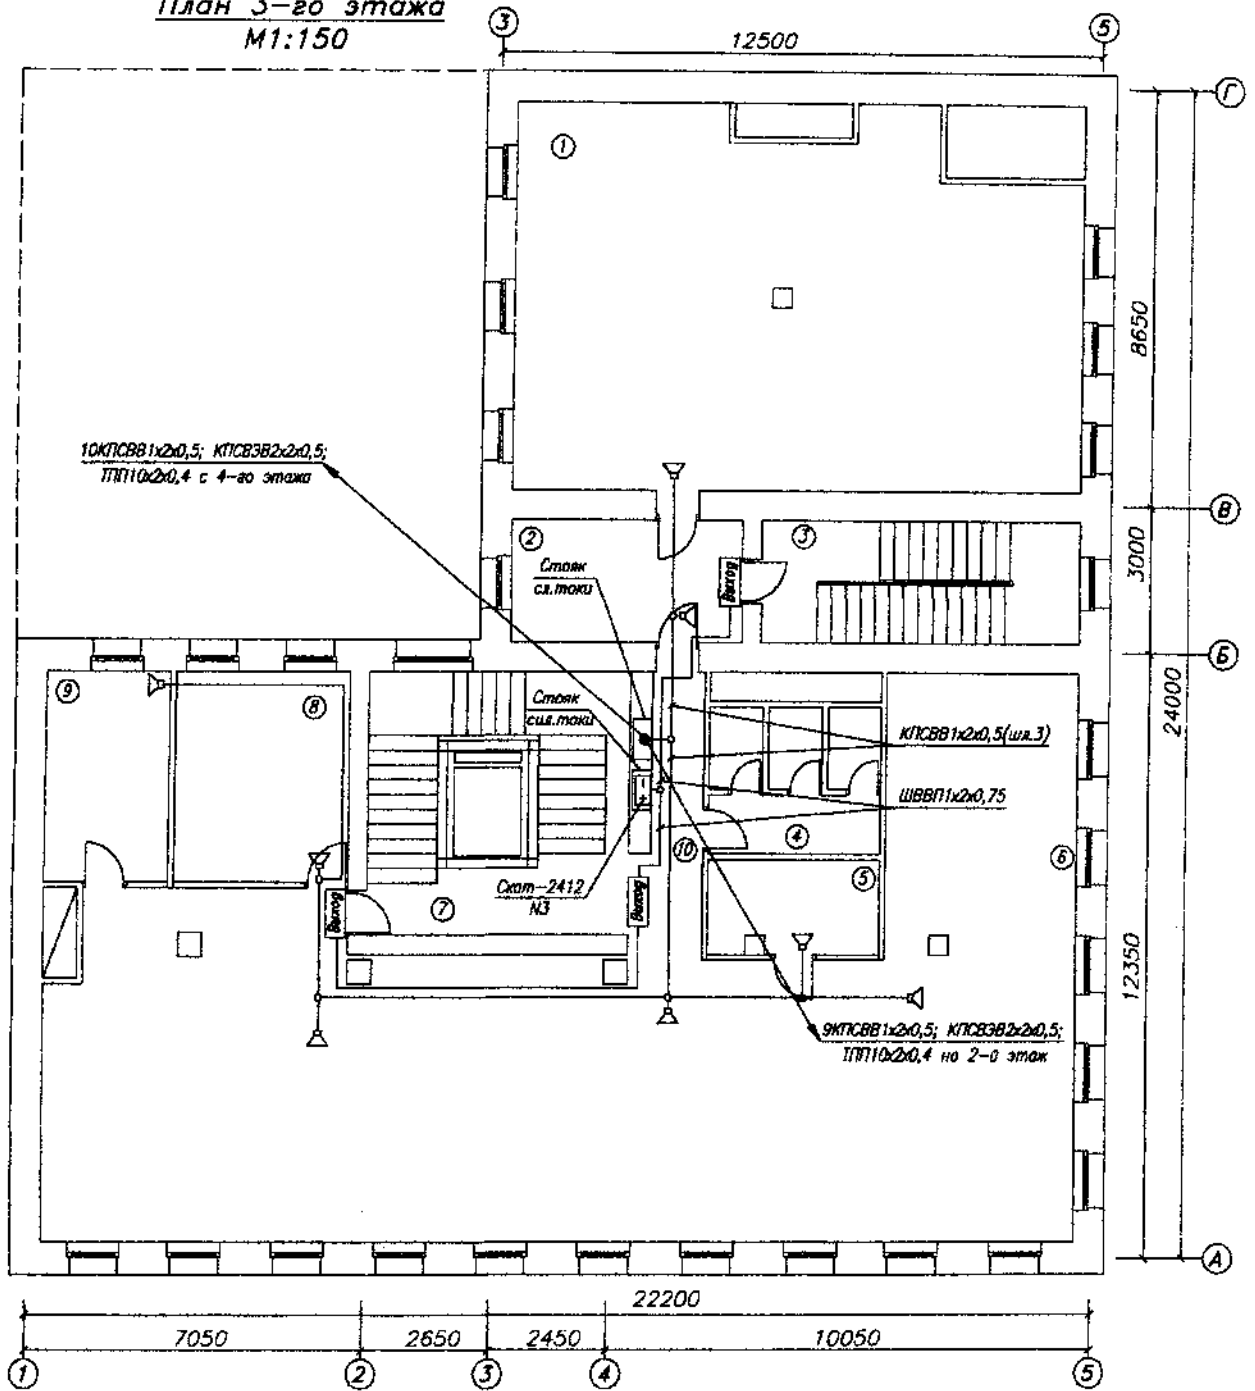 План 3-го этажа
М1:150
3
5
12500
Г
1
8650
10КПСВВ1х2х0,5; КПСВЭВ2х2х0,5;
ТПП10х2х0,4 с 4-го этажа
В
2
3
Стояк
сл.токи
Выход
3000
Б
9
8
Стояк
сил.токи
24000
КПСВВ1х2х0,5(шл.3)
ШВВП1х2х0,75
4
10
6
5
Скат-2412
N3
7
Выход
Выход
12350
9КПСВВ1х2х0,5; КПСВЭВ2х2х0,5;
ТПП10х2х0,4 на 2-й этаж
А
22200
7050
2650
2450
10050
1
2
3
4
5